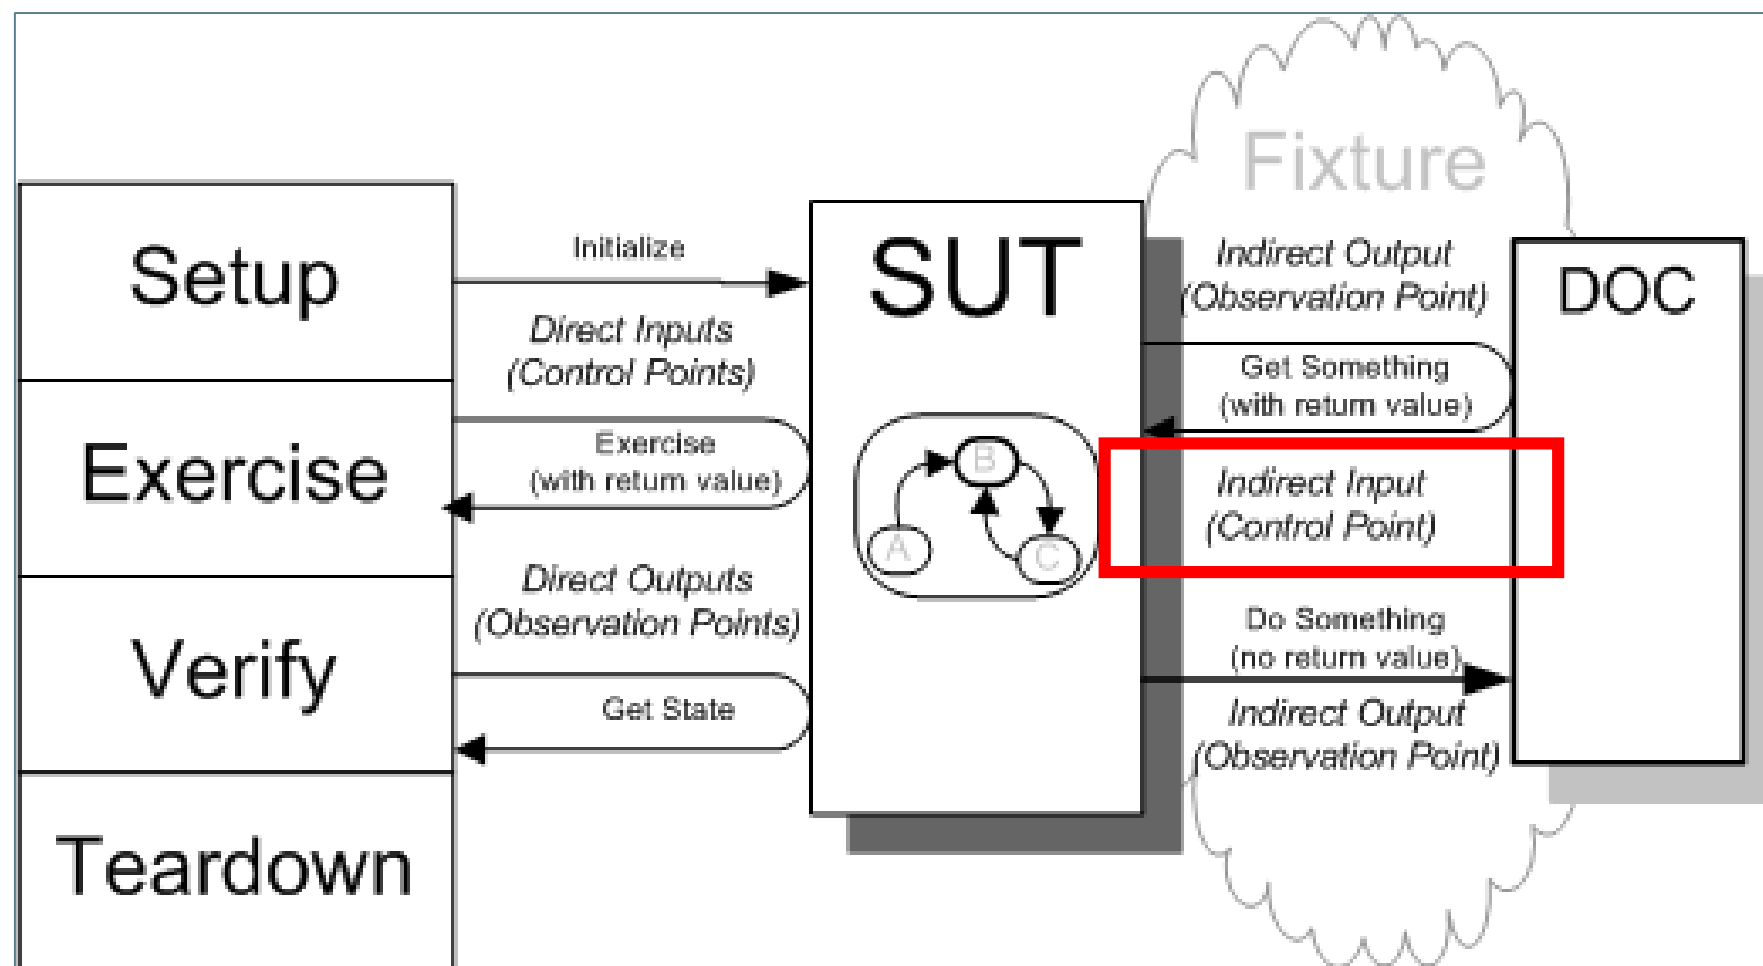 Setup
Exercise
Verify
Teardown
Initialize
Direct Inputs
(Control Points)
Exercise
(with return value)
Direct Outputs
(Observation Points)
Get State
SUT
B
A
C
Fixture
Indirect Output
(Observation Point)
Get Something
(with return value)
Indirect Input
(Control Point)
Do Something
(no return value)
Indirect Output
(Observation Point)
DOC